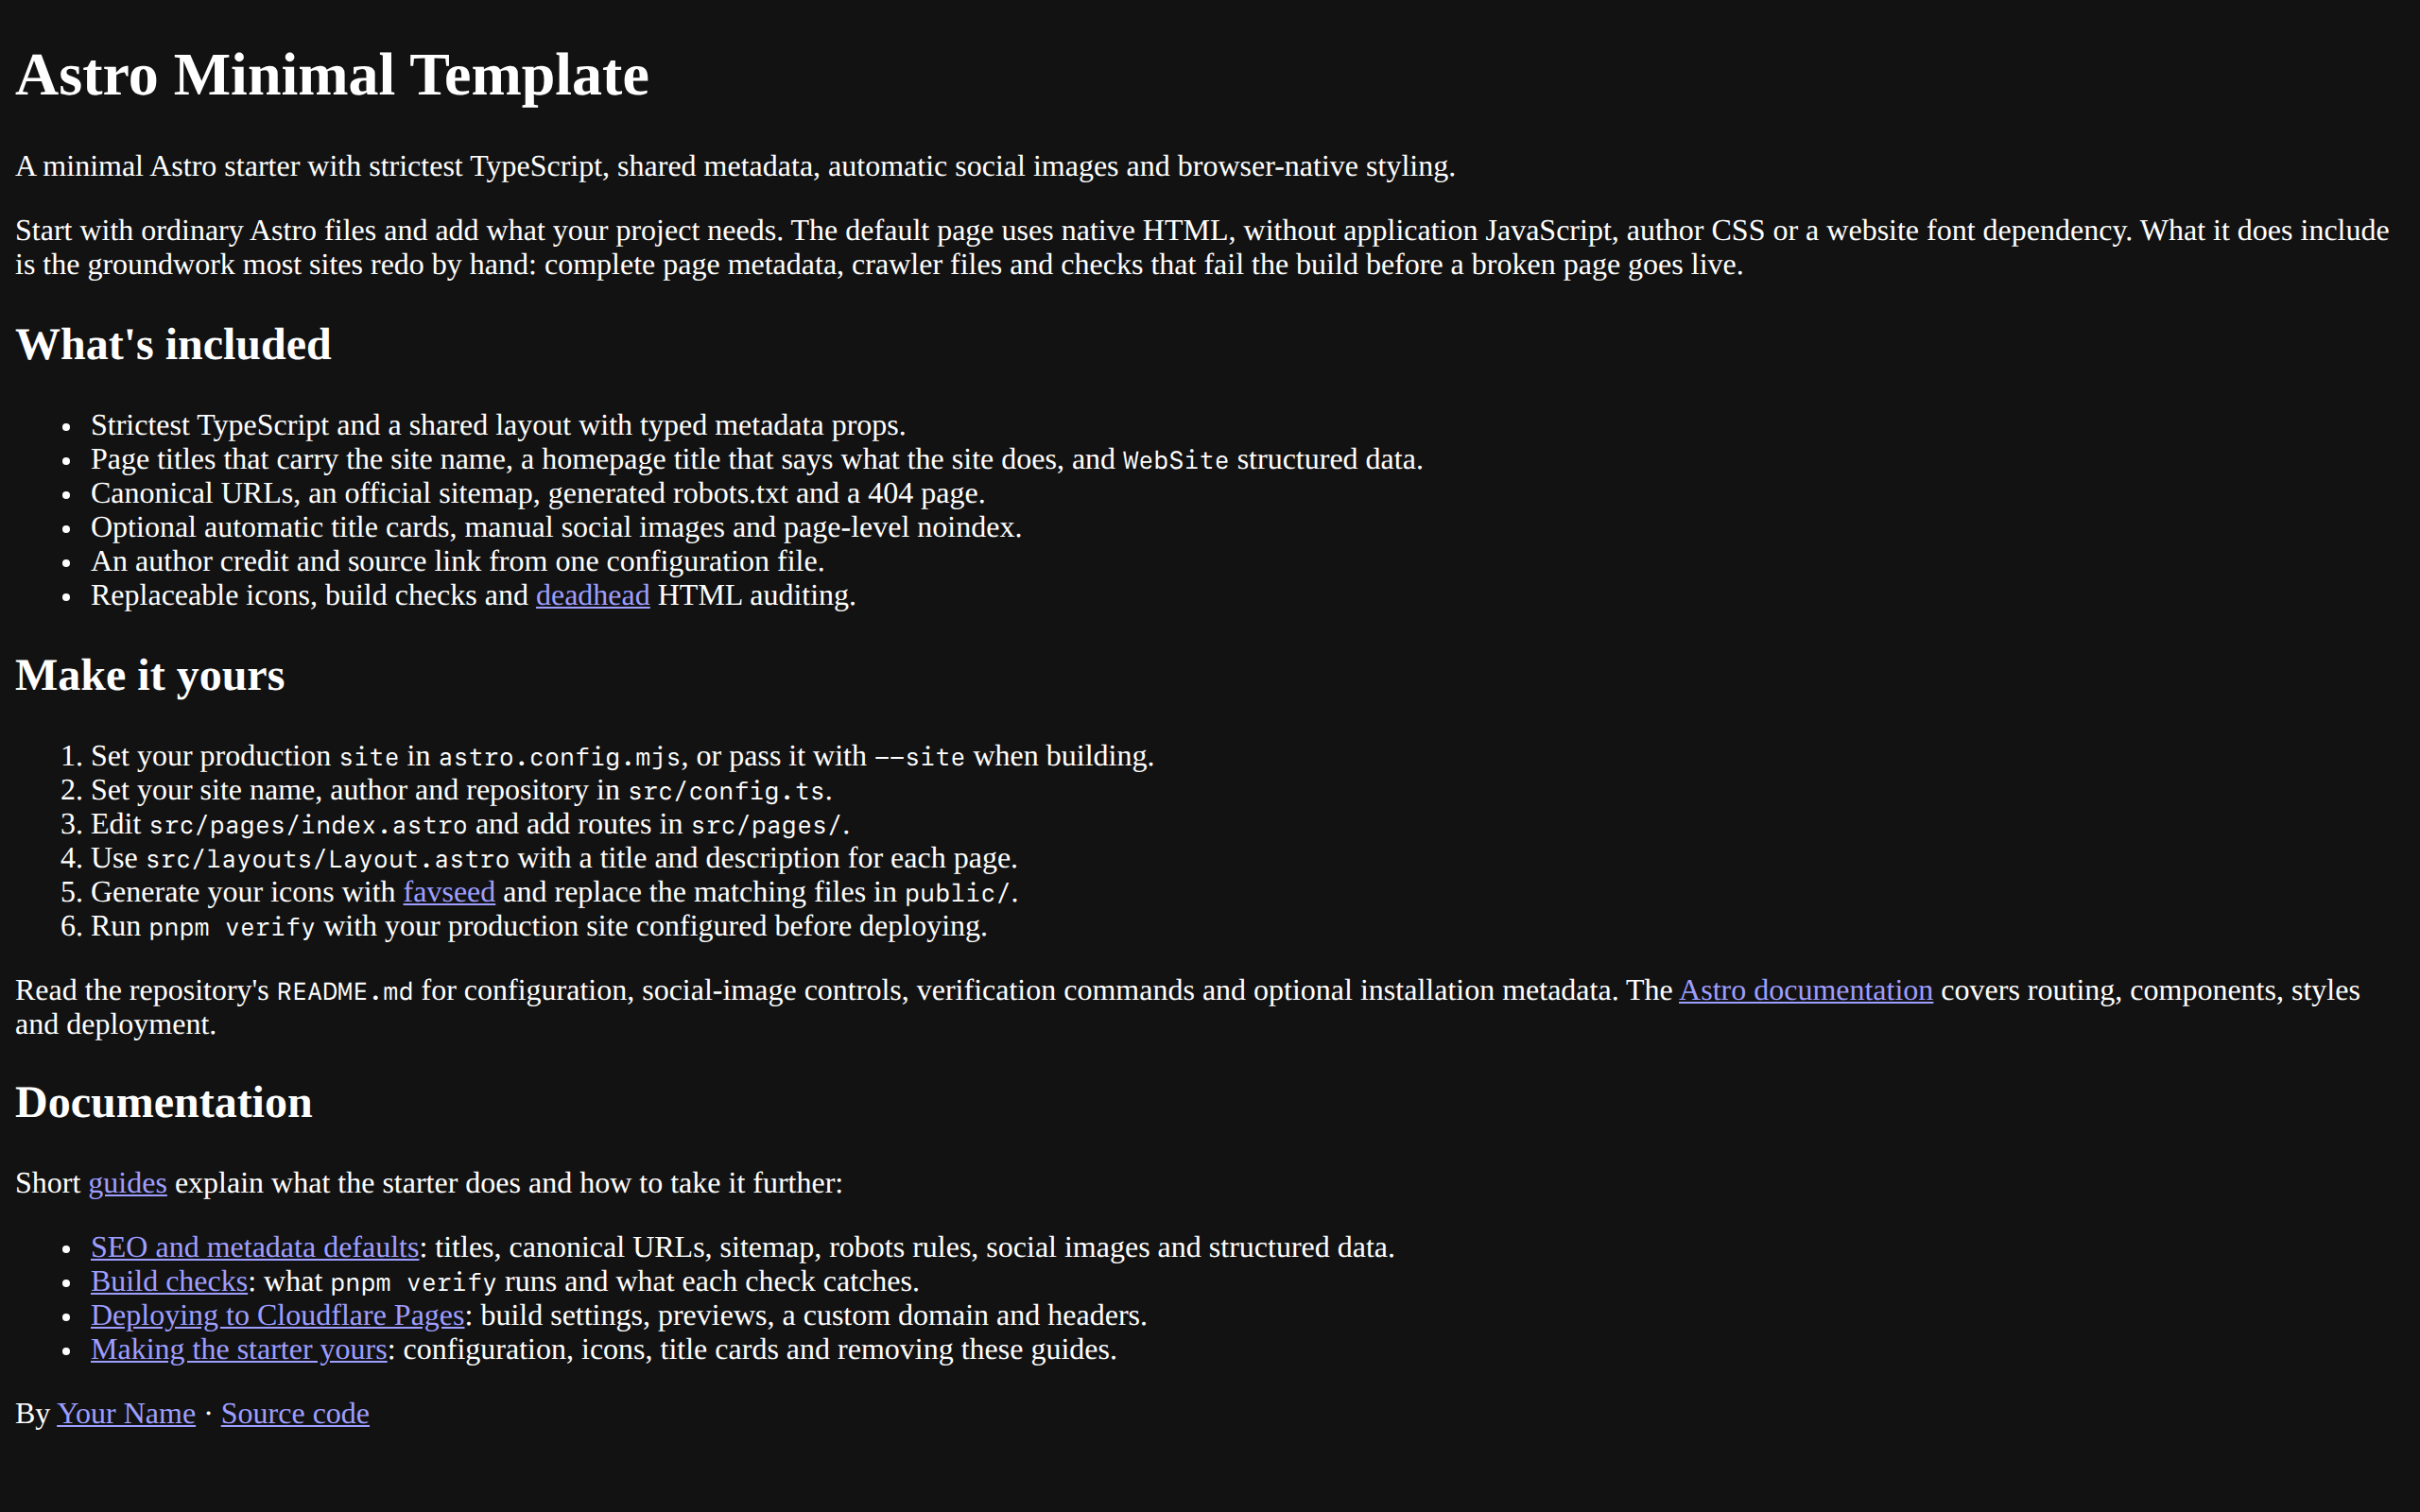 Astro Minimal Template
A minimal Astro starter with strictest TypeScript, shared metadata, automatic social images and browser-native styling.
Start with ordinary Astro files and add what your project needs. The default page uses native HTML, without application JavaScript, author CSS or a website font dependency. What it does include
is the groundwork most sites redo by hand: complete page metadata, crawler files and checks that fail the build before a broken page goes live.
What's included
• Strictest TypeScript and a shared layout with typed metadata props.
• Page titles that carry the site name, a homepage title that says what the site does, and WebSite structured data.
• Canonical URLs, an official sitemap, generated robots.txt and a 404 page.
• Optional automatic title cards, manual social images and page-level noindex.
• An author credit and source link from one configuration file.
• Replaceable icons, build checks and deadhead HTML auditing.
Make it yours
1. Set your production site in astro.config.mjs, or pass it with --site when building.
2. Set your site name, author and repository in src/config.ts.
3. Edit src/pages/index.astro and add routes in src/pages/.
4. Use src/layouts/Layout.astro with a title and description for each page.
5. Generate your icons with favseed and replace the matching files in public/.
6. Run pnpm verify with your production site configured before deploying.
Read the repository's README.md for configuration, social-image controls, verification commands and optional installation metadata. The Astro documentation covers routing, components, styles
and deployment.
Documentation
Short guides explain what the starter does and how to take it further:
• SEO and metadata defaults: titles, canonical URLs, sitemap, robots rules, social images and structured data.
• Build checks: what pnpm verify runs and what each check catches.
• Deploying to Cloudflare Pages: build settings, previews, a custom domain and headers.
• Making the starter yours: configuration, icons, title cards and removing these guides.
By Your Name · Source code